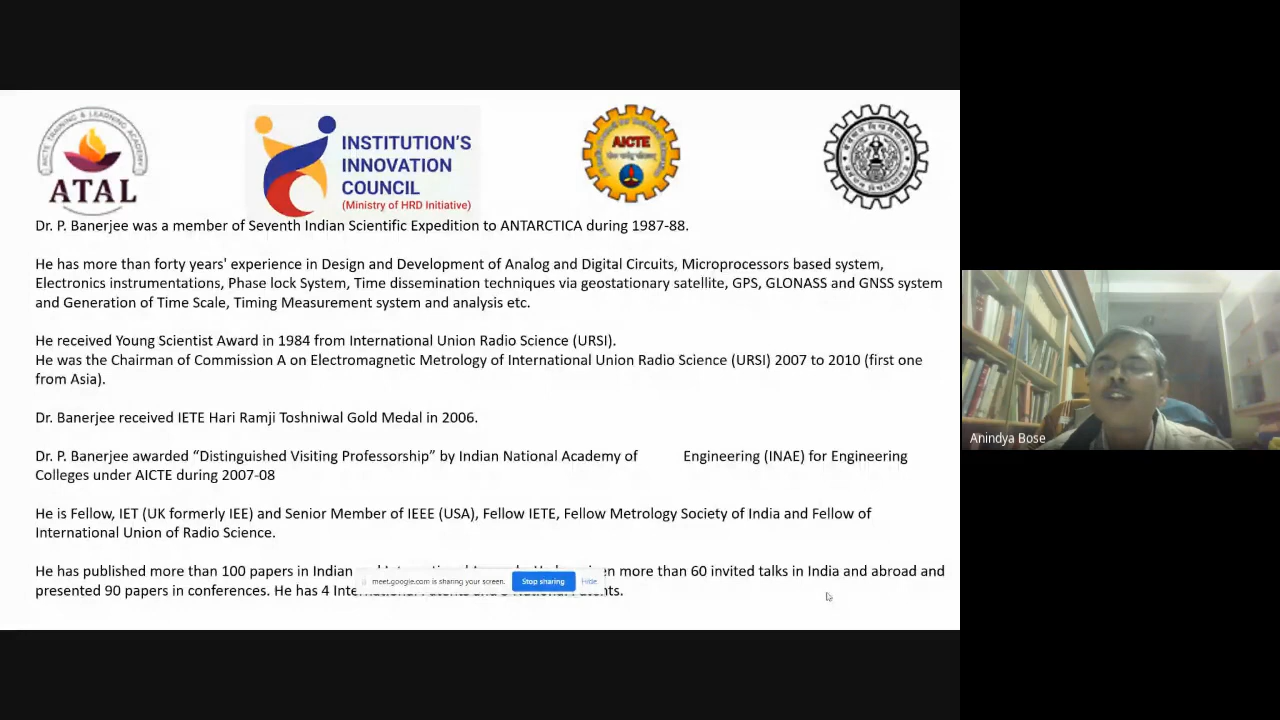 AICTE TRAINING & LEARNING ACADEMY
ATAL
INSTITUTION'S
INNOVATION
COUNCIL
(Ministry of HRD Initiative)
AICTE
Dr. P. Banerjee was a member of Seventh Indian Scientific Expedition to ANTARCTICA during 1987-88.
He has more than forty years' experience in Design and Development of Analog and Digital Circuits, Microprocessors based system,
Electronics instrumentations, Phase lock System, Time dissemination techniques via geostationary satellite, GPS, GLONASS and GNSS system
and Generation of Time Scale, Timing Measurement system and analysis etc.
He received Young Scientist Award in 1984 from International Union Radio Science (URSI).
He was the Chairman of Commission A on Electromagnetic Metrology of International Union Radio Science (URSI) 2007 to 2010 (first one
from Asia).
Dr. Banerjee received IETE Hari Ramji Toshniwal Gold Medal in 2006.
Dr. P. Banerjee awarded “Distinguished Visiting Professorship” by Indian National Academy of Engineering (INAE) for Engineering
Colleges under AICTE during 2007-08
He is Fellow, IET (UK formerly IEE) and Senior Member of IEEE (USA), Fellow IETE, Fellow Metrology Society of India and Fellow of
International Union of Radio Science.
He has published more than 100 papers in Indian more than 60 invited talks in India and abroad and
meet.google.com is sharing your screen. Stop sharing Hide
presented 90 papers in conferences. He has 4
Anindya Bose